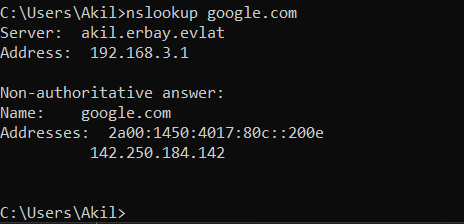 C:\Users\Akil>nslookup google.com
Server:  akil.erbay.evlat
Address:  192.168.3.1

Non-authoritative answer:
Name:    google.com
Addresses:  2a00:1450:4017:80c::200e
          142.250.184.142

C:\Users\Akil>